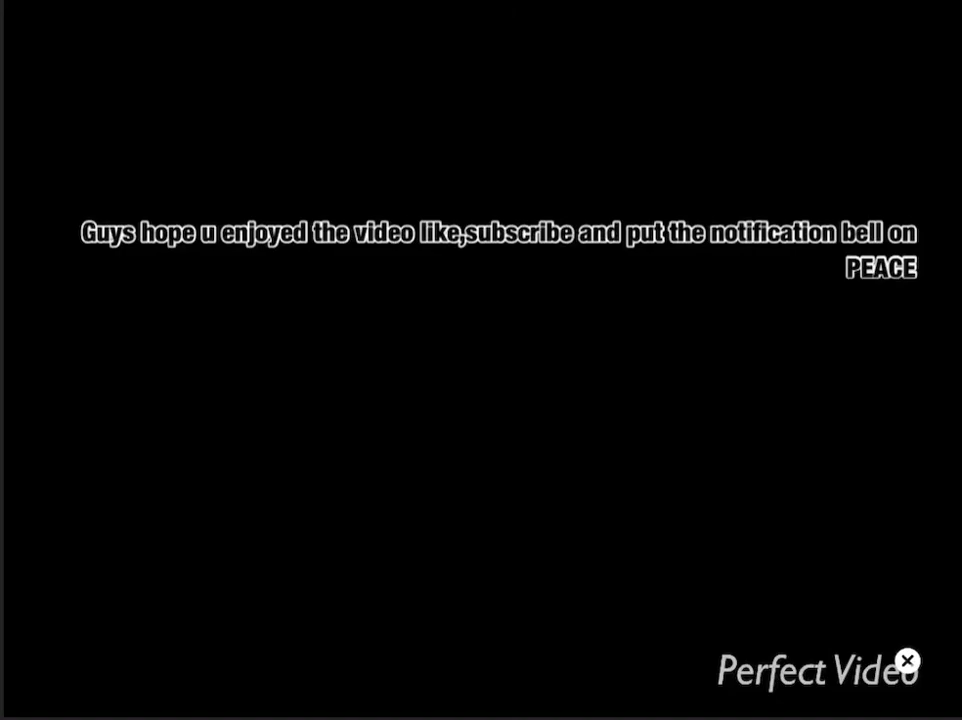 Guys hope u enjoyed the video like,subscribe and put the notification bell on
PEACE
Perfect Video